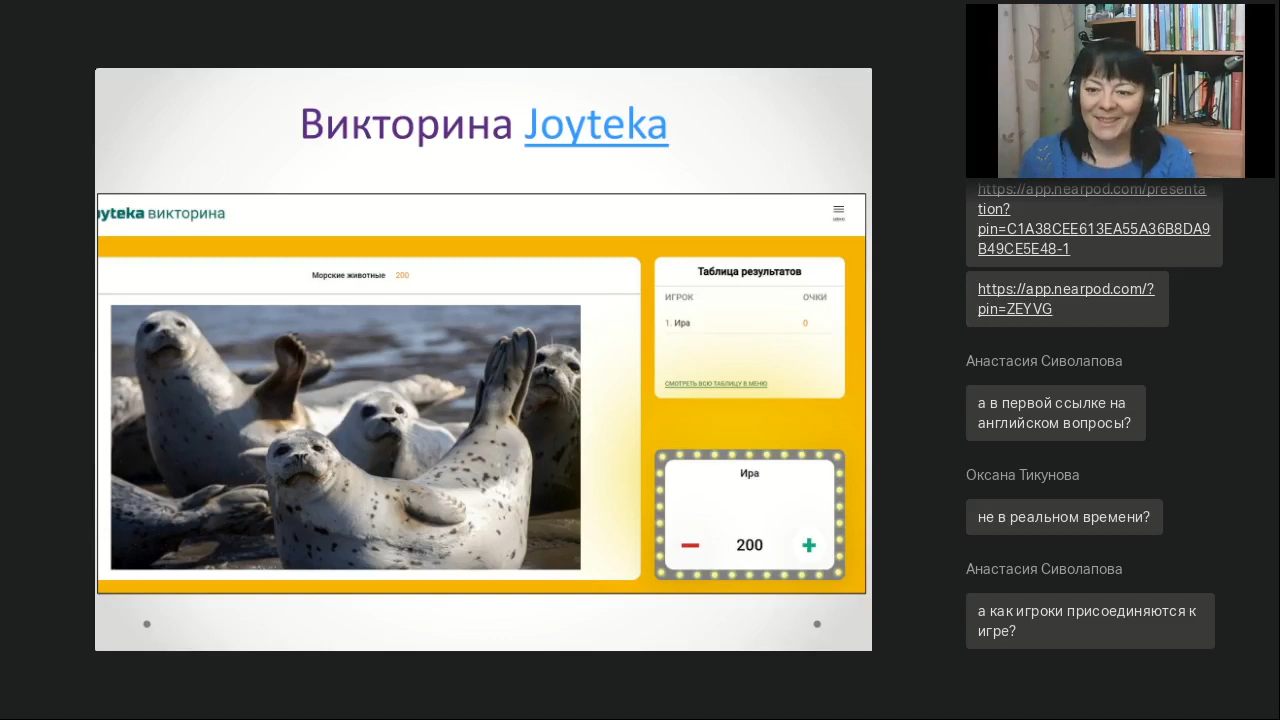 Викторина Joyteka
yteka викторина
МЕНЮ
Морские животные 200
Таблица результатов
ИГРОК ОЧКИ
1. Ира 0
СМОТРЕТЬ ВСЮ ТАБЛИЦУ В МЕНЮ
Ира
200
https://app.nearpod.com/presenta
tion?
pin=C1A38CEE613EA55A36B8DA9
B49CE5E48-1
https://app.nearpod.com/?
pin=ZEYVG
Анастасия Сиволапова
а в первой ссылке на
английском вопросы?
Оксана Тикунова
не в реальном времени?
Анастасия Сиволапова
а как игроки присоединяются к
игре?